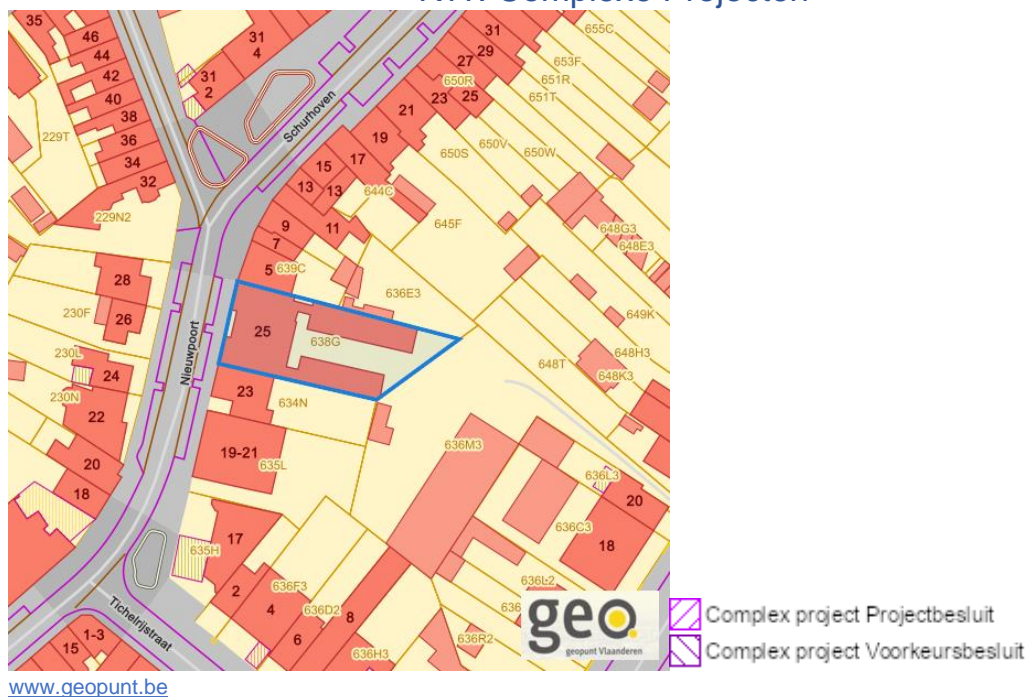 Complexe Projecten
35
46
44
42
40
38
36
34
32
229T
229N2
31
4
31
2
Schurhoven
31
29
27
650R
23
25
21
19
17
15
13
13
644C
11
9
7
5
639C
655C
653F
651R
651T
650S
650V
650W
645F
648G3
648E3
649K
648H3
648K3
648T
636E3
28
26
230F
25
638G
Nieuwpoort
230L
24
230N
22
20
18
23
634N
19-21
635L
636M3
636L3
20
636C3
18
17
635H
2
636F3
4
636D2
8
6
636H3
636L2
636
636R2
Tichelrijstraat
1-3
15
geo.
geopunt Vlaanderen
Complex project Projectbesluit
Complex project Voorkeursbesluit
www.geopunt.be